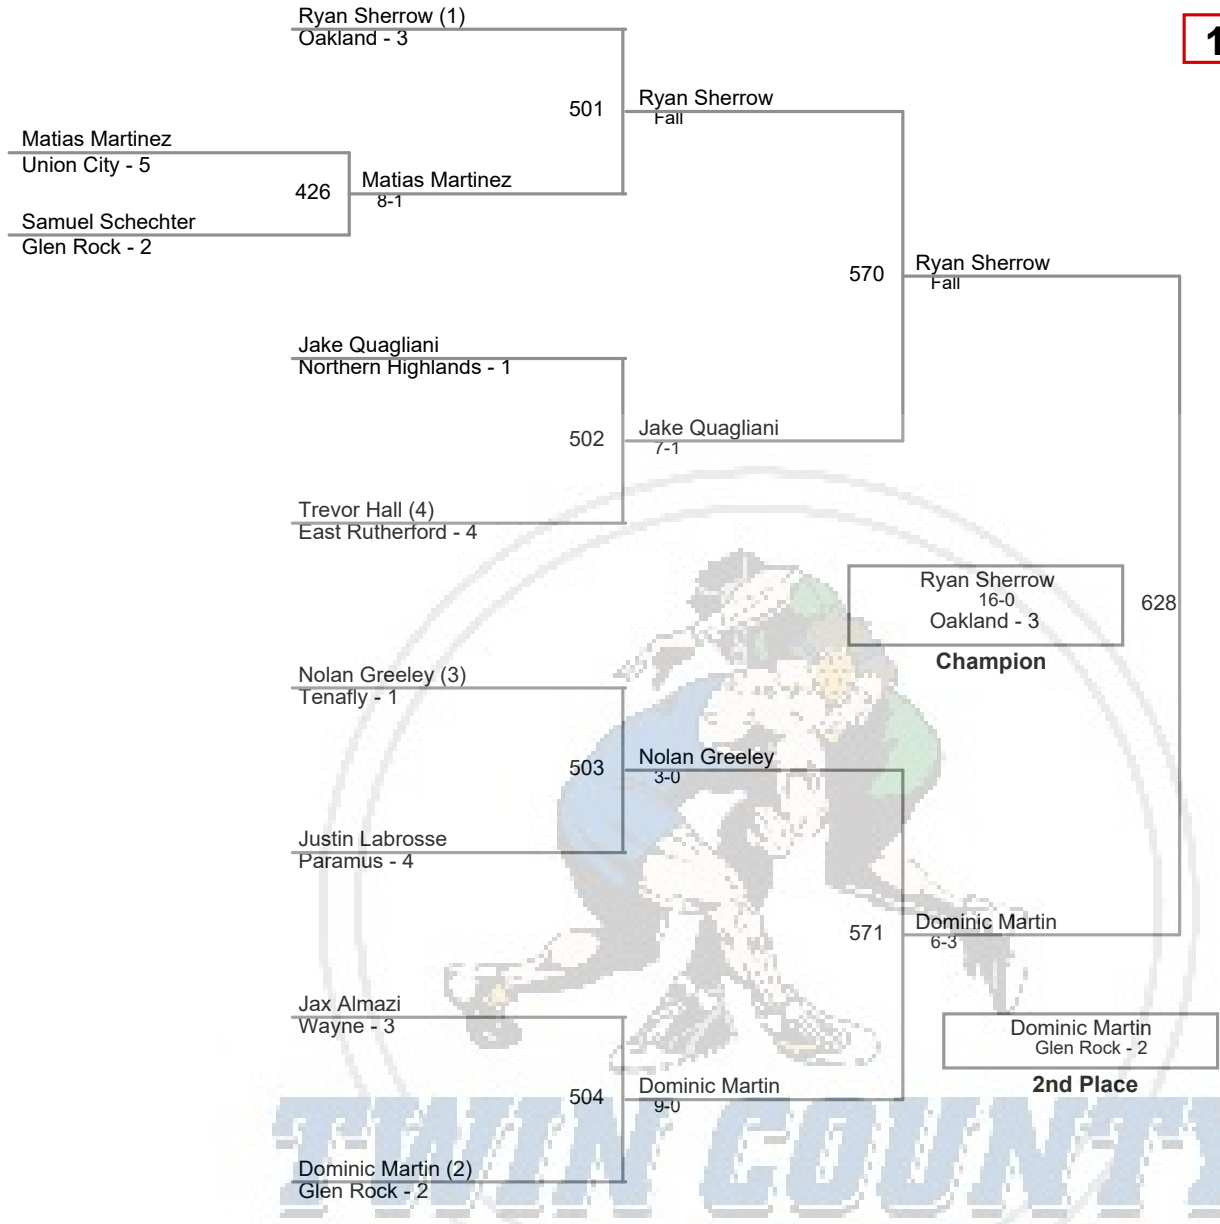 Ryan Sherrow (1)
Oakland - 3
1
501
Ryan Sherrow
Fall
Matias Martinez
Union City - 5
426
Matias Martinez
8-1
Samuel Schechter
Glen Rock - 2
570
Ryan Sherrow
Fall
Jake Quagliani
Northern Highlands - 1
502
Jake Quagliani
7-1
Trevor Hall (4)
East Rutherford - 4
Ryan Sherrow
16-0
Oakland - 3
628
Champion
Nolan Greeley (3)
Tenafly - 1
503
Nolan Greeley
3-0
Justin Labrosse
Paramus - 4
571
Dominic Martin
6-3
Jax Almazi
Wayne - 3
Dominic Martin
Glen Rock - 2
2nd Place
504
Dominic Martin
9-0
Dominic Martin (2)
Glen Rock - 2
TWIN COUNTY